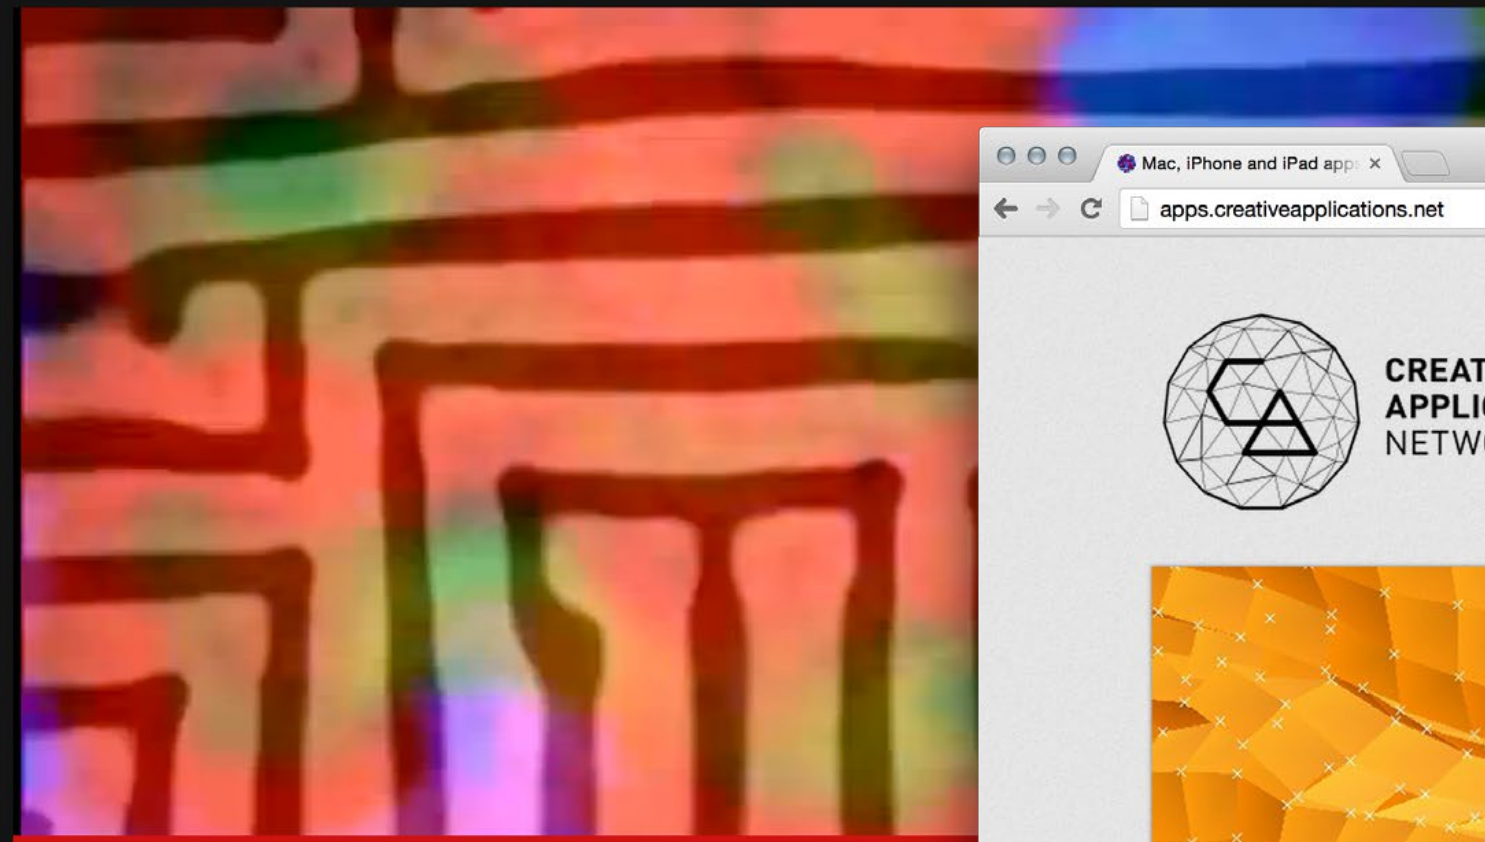 Mac, iPhone and iPad app
apps.creativeapplications.net
CREAT
APPLI
NETW